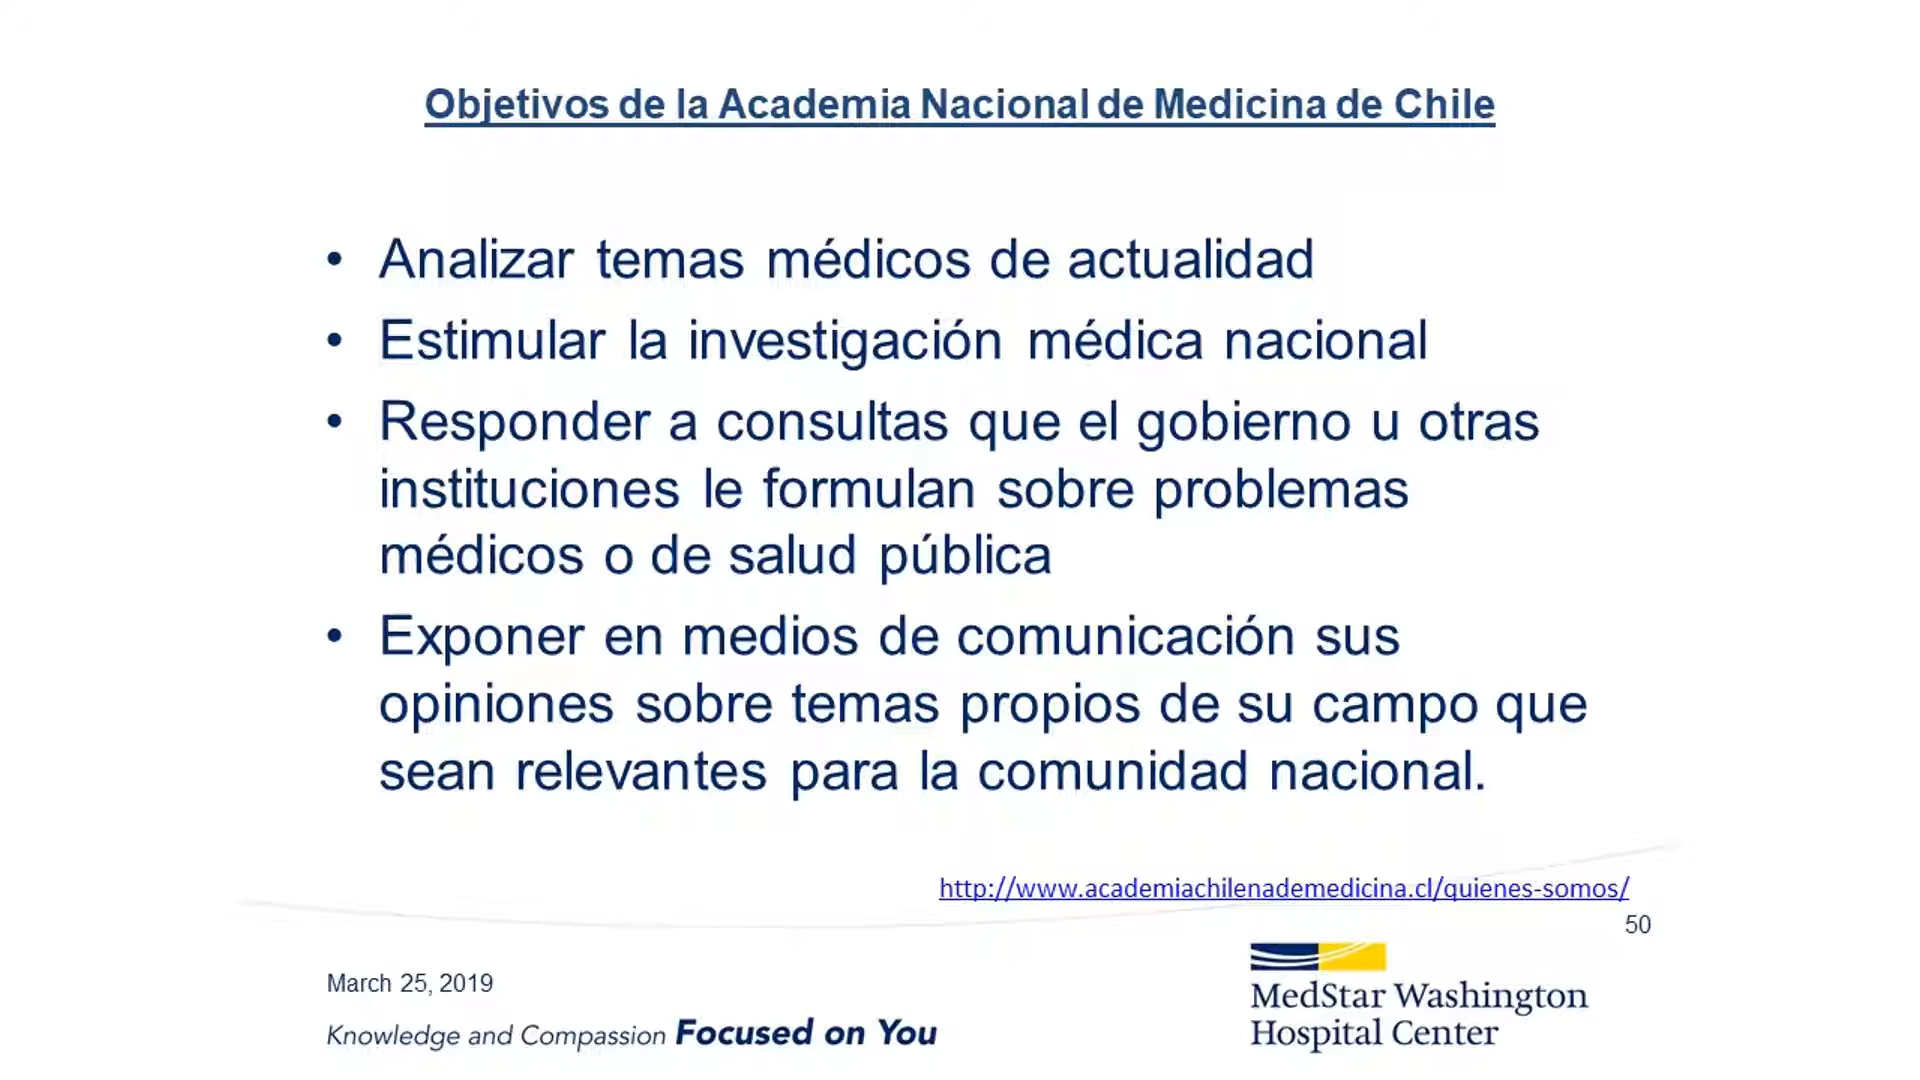 Objetivos de la Academia Nacional de Medicina de Chile
• Analizar temas médicos de actualidad
• Estimular la investigación médica nacional
• Responder a consultas que el gobierno u otras
instituciones le formulan sobre problemas
médicos o de salud pública
• Exponer en medios de comunicación sus
opiniones sobre temas propios de su campo que
sean relevantes para la comunidad nacional.
http://www.academiachilenademedicina.cl/quienes-somos/
50
March 25, 2019
Knowledge and Compassion Focused on You
MedStar Washington
Hospital Center